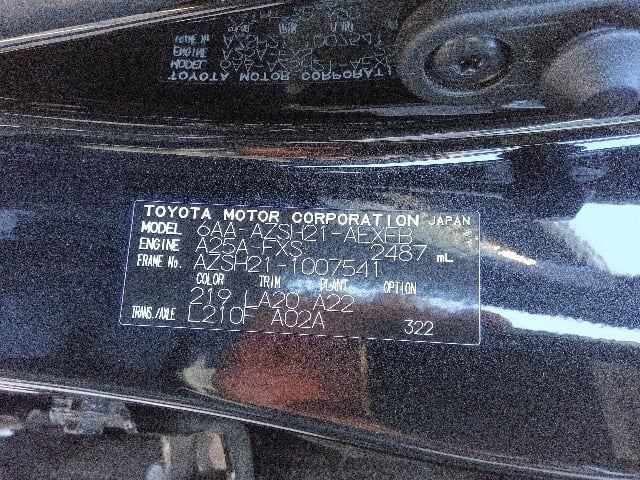 TOYOTA MOTOR CORPORATION JAPAN
MODEL 6AA-AZSH21-AEXFB
ENGINE A25A-FXS 2487 mL
FRAME No. AZSH21-1007541
COLOR TRIM PLANT OPTION
219 LA20 A22
TRANS./AXLE L210F A02A 322